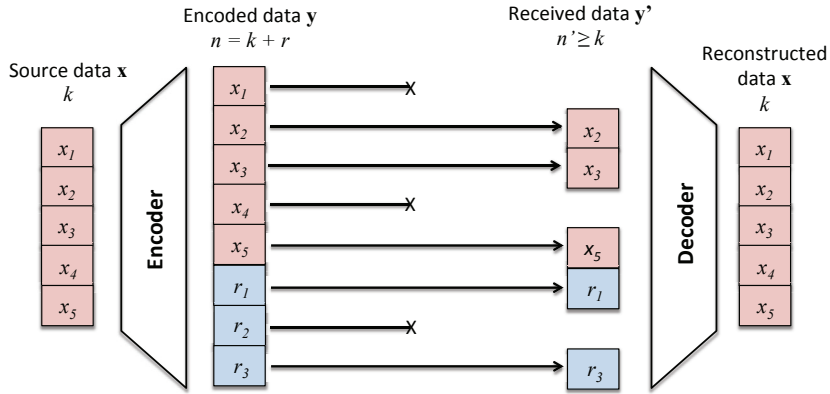 Source data x
k
x1
x2
x3
x4
x5
Encoder
Encoded data y
n = k + r
x1
x2
x3
x4
x5
r1
r2
r3
X
X
X
Received data y’
n’ ≥ k
x2
x3
x5
r1
r3
Decoder
Reconstructed
data x
k
x1
x2
x3
x4
x5